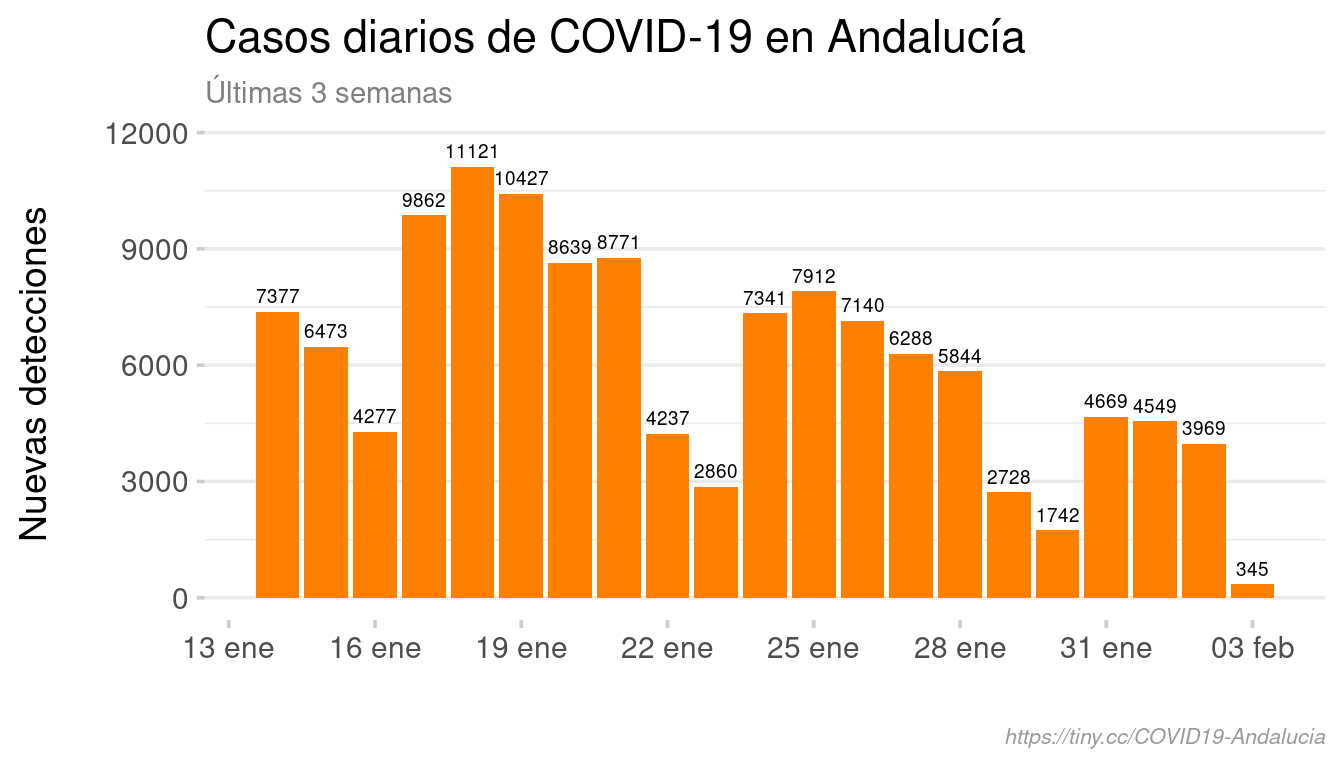 Casos diarios de COVID-19 en Andalucía
Últimas 3 semanas
Nuevas detecciones
12000
9000
6000
3000
0
7377
6473
4277
9862
11121
10427
8639
8771
4237
2860
7341
7912
7140
6288
5844
2728
1742
4669
4549
3969
345
13 ene
16 ene
19 ene
22 ene
25 ene
28 ene
31 ene
03 feb
https://tiny.cc/COVID19-Andalucia